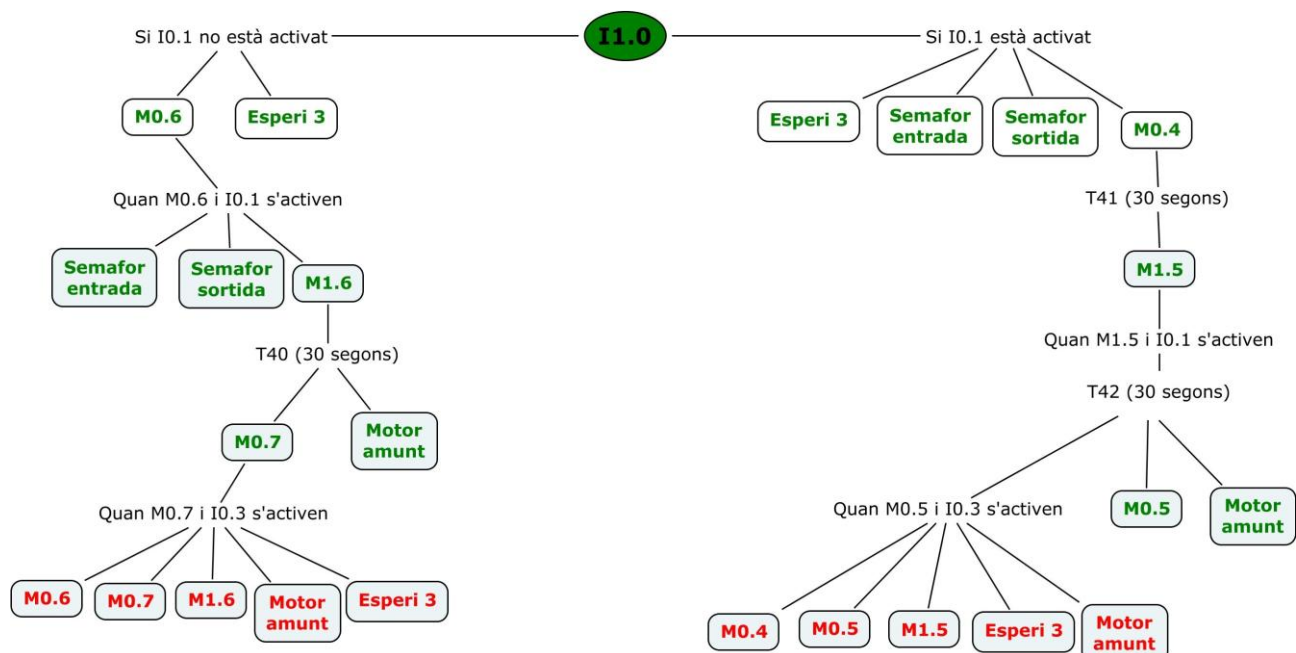 I1.0
Si I0.1 no està activat
M0.6
Esperi 3
Quan M0.6 i I0.1 s'activen
Semafor
entrada
Semafor
sortida
M1.6
T40 (30 segons)
M0.7
Motor
amunt
Quan M0.7 i I0.3 s'activen
M0.6
M0.7
M1.6
Motor
amunt
Esperi 3
Si I0.1 està activat
Esperi 3
Semafor
entrada
Semafor
sortida
M0.4
T41 (30 segons)
M1.5
Quan M1.5 i I0.1 s'activen
T42 (30 segons)
M0.5
Motor
amunt
Quan M0.5 i I0.3 s'activen
M0.4
M0.5
M1.5
Esperi 3
Motor
amunt